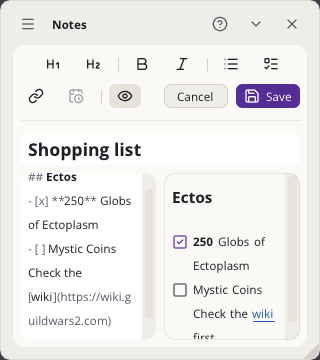 Notes
H1 H2 B I
Cancel Save
Shopping list
## Ectos
- [x] **250** Globs
of Ectoplasm
- [ ] Mystic Coins
Check the
[wiki](https://wiki.g
uildwars2.com)
Ectos
250 Globs of
Ectoplasm
Mystic Coins
Check the wiki
first